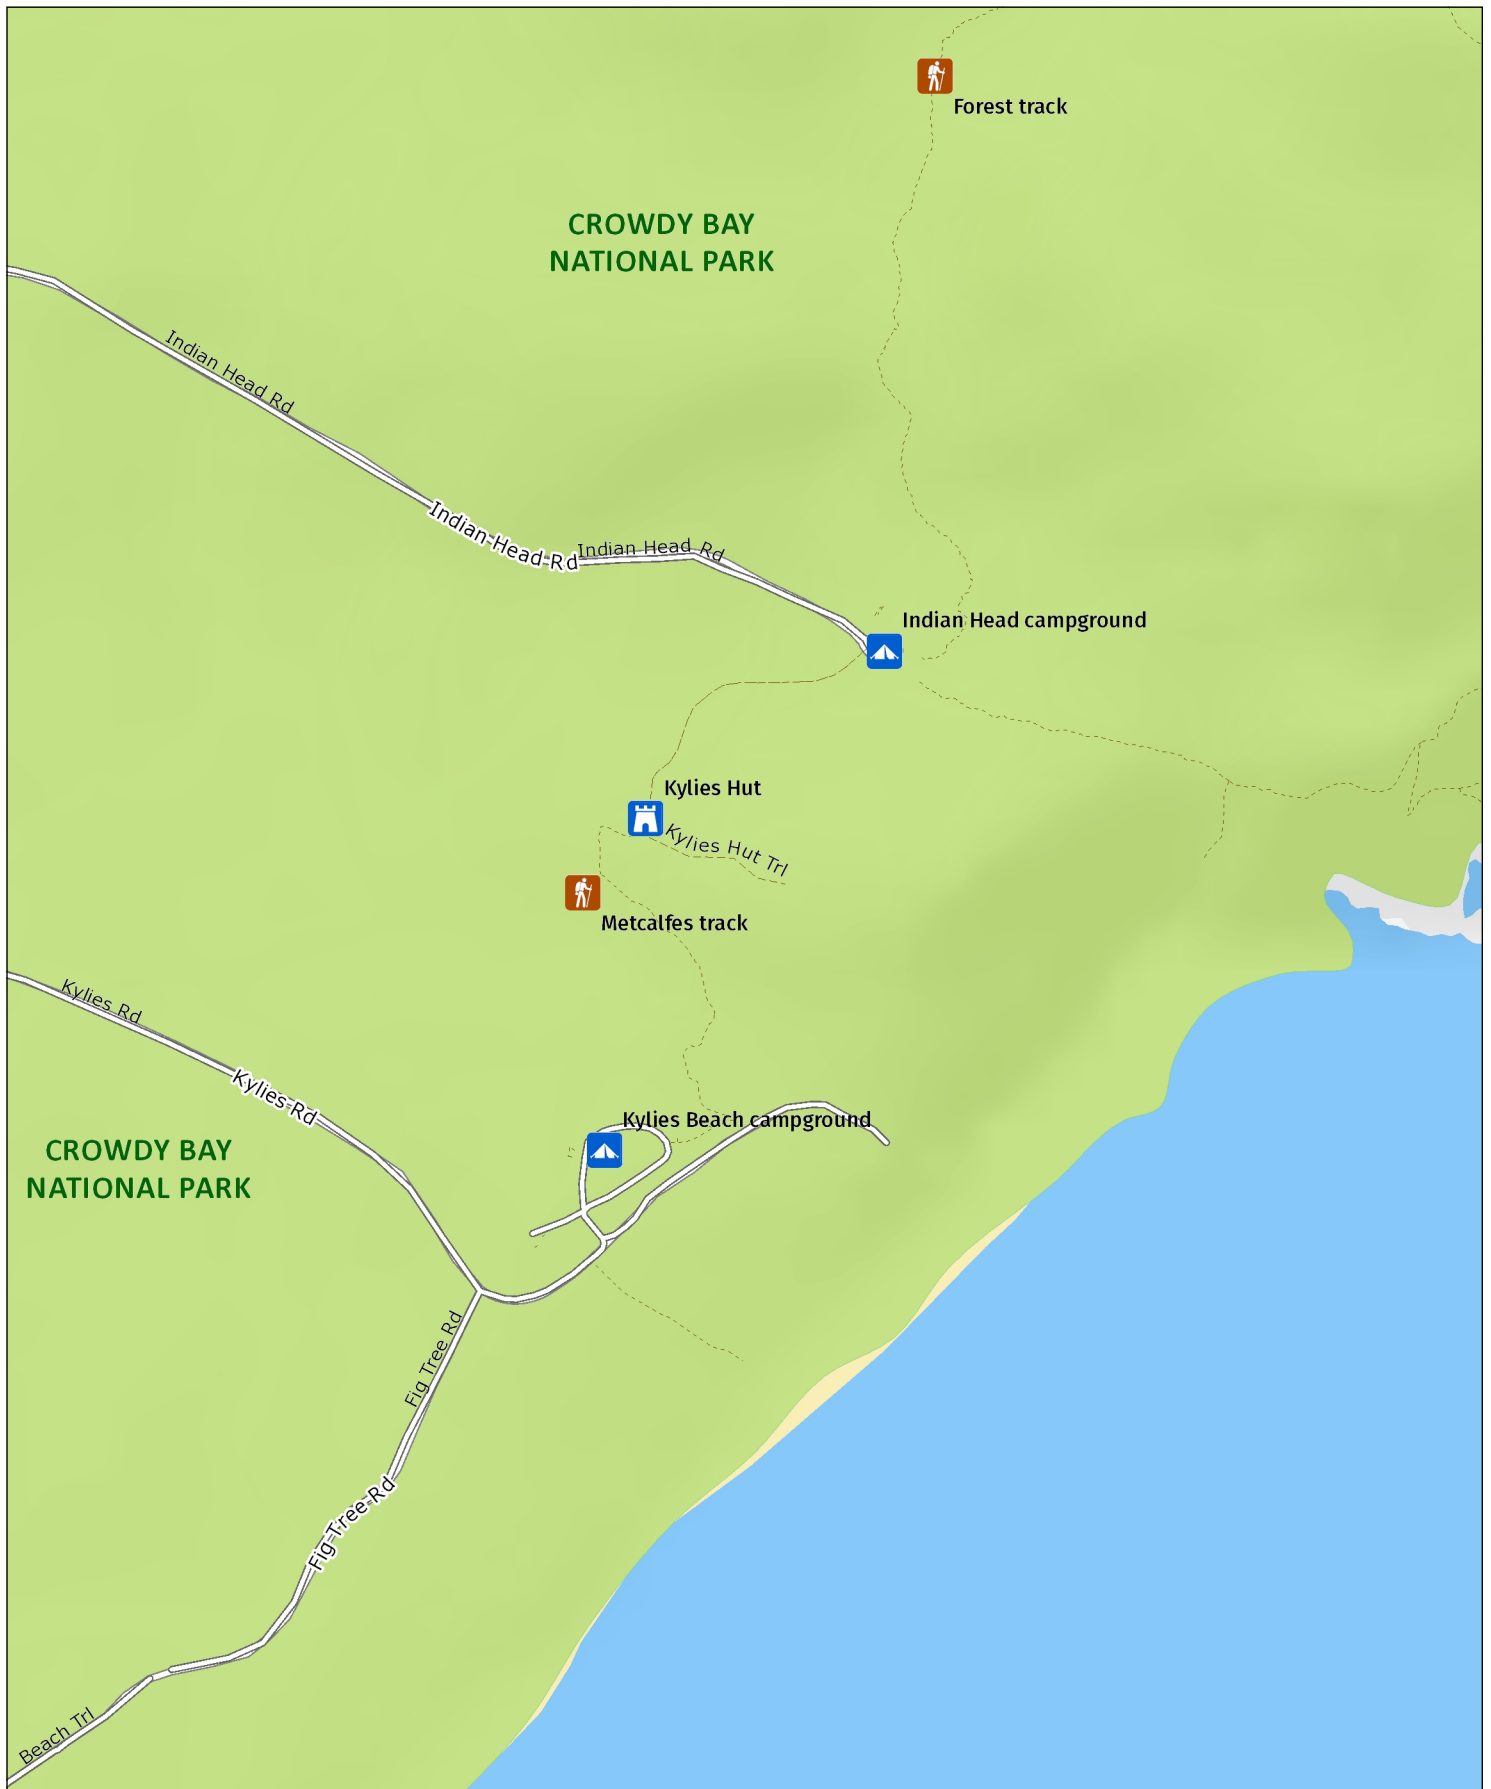 Forest track
CROWDY BAY
NATIONAL PARK
Indian Head Rd
Indian Head Rd
Indian Head Rd
Indian Head campground
Kylies Hut
Kylies Hut Trl
Metcalfes track
Kylies Rd
Kylies Rd
Kylies Beach campground
CROWDY BAY
NATIONAL PARK
Fig Tree Rd
Fig Tree Rd
Beach Trl